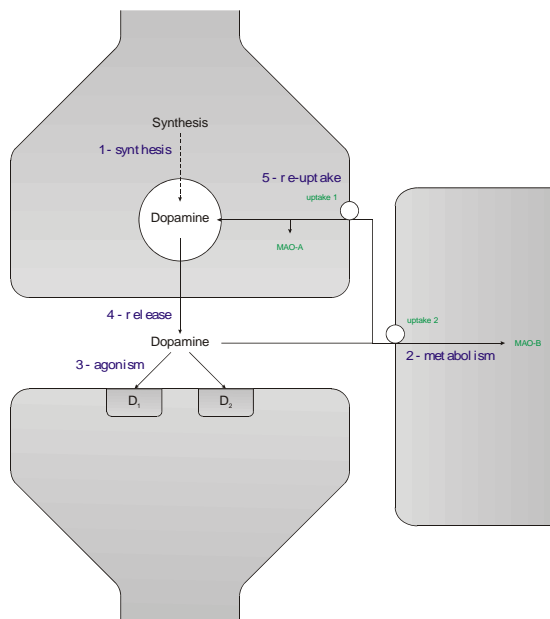 Synthesis
1 - synthesis
5 - re-uptake
uptake 1
Dopamine
MAO-A
4 - release
uptake 2
Dopamine
MAO-B
2 - metabolism
3 - agonism
D1
D2